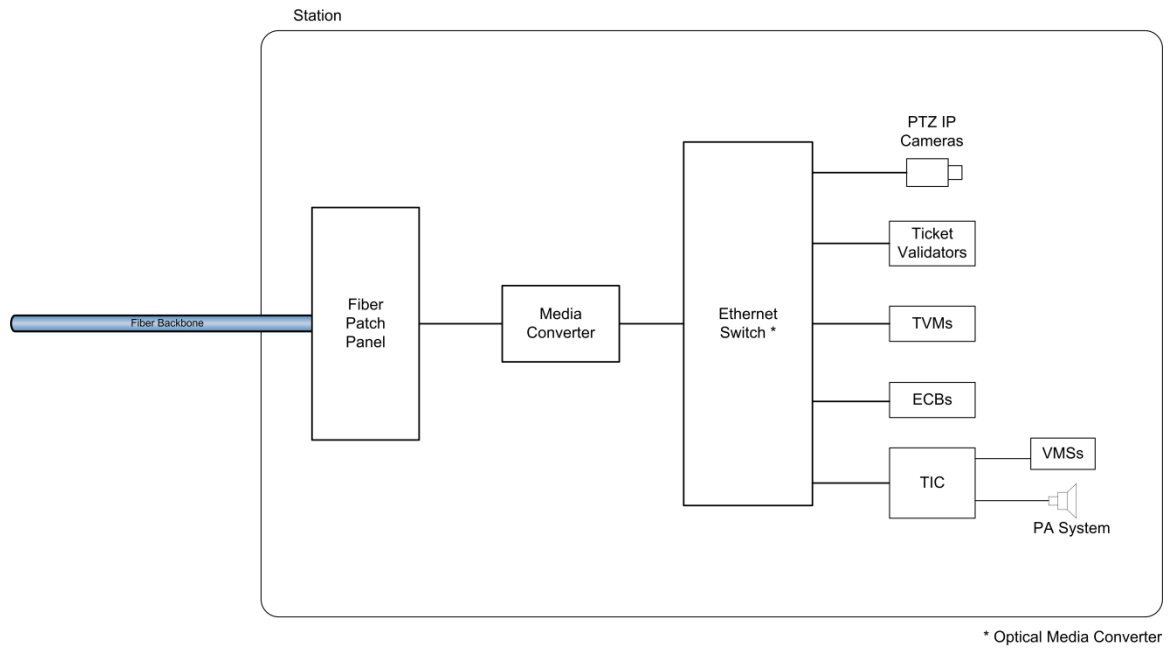 Station
Fiber Backbone
Fiber
Patch
Panel
Media
Converter
Ethernet
Switch *
PTZ IP
Cameras
Ticket
Validators
TVMs
ECBs
TIC
VMSs
PA System
* Optical Media Converter